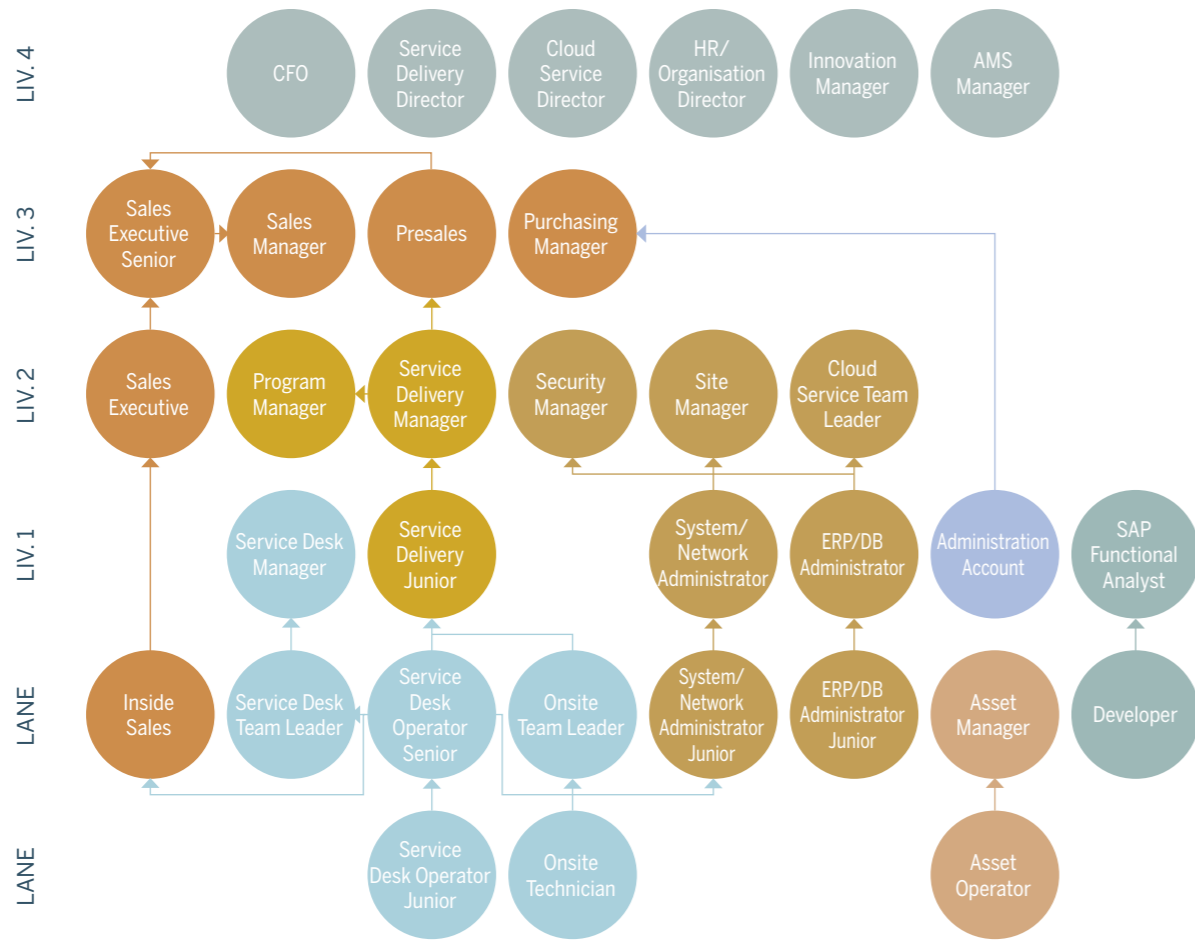 LIV. 4
CFO
Service
Delivery
Director
Cloud
Service
Director
HR/
Organisation
Director
Innovation
Manager
AMS
Manager
LIV. 3
Sales
Executive
Senior
Sales
Manager
Presales
Purchasing
Manager
LIV. 2
Sales
Executive
Program
Manager
Service
Delivery
Manager
Security
Manager
Site
Manager
Cloud
Service Team
Leader
LIV. 1
Service Desk
Manager
Service
Delivery
Junior
System/
Network
Administrator
ERP/DB
Administrator
Administration
Account
SAP
Functional
Analyst
LANE
Inside
Sales
Service Desk
Team Leader
Service
Desk
Operator
Senior
Onsite
Team Leader
System/
Network
Administrator
Junior
ERP/DB
Administrator
Junior
Asset
Manager
Developer
LANE
Service
Desk Operator
Junior
Onsite
Technician
Asset
Operator